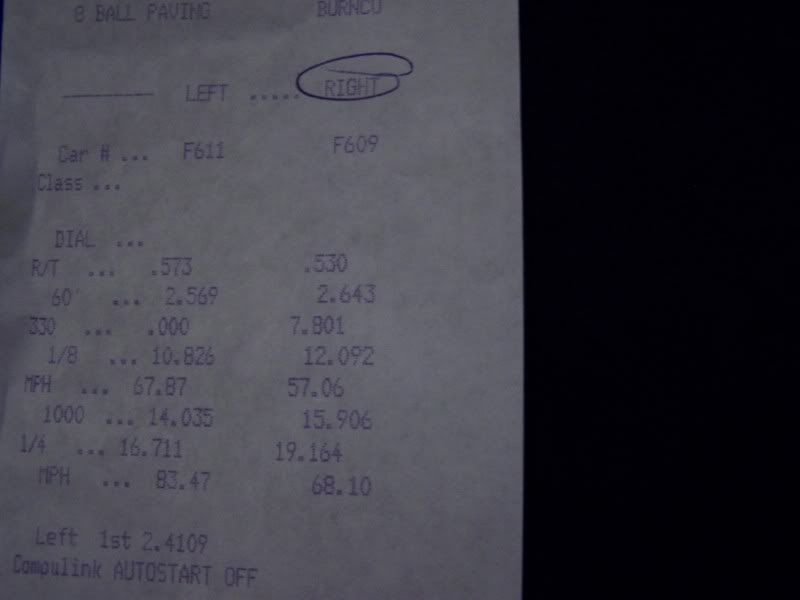 8 BALL PAVING BURNCO
LEFT ..... RIGHT
Car # ... F611 F609
Class ...
DIAL ...
R/T ... .573 .530
60' ... 2.569 2.643
330 ... .000 7.801
1/8 ... 10.826 12.092
MPH ... 67.87 57.06
1000 ... 14.035 15.906
1/4 ... 16.711 19.164
MPH ... 83.47 68.10
Left 1st 2.4109
Compulink AUTOSTART OFF